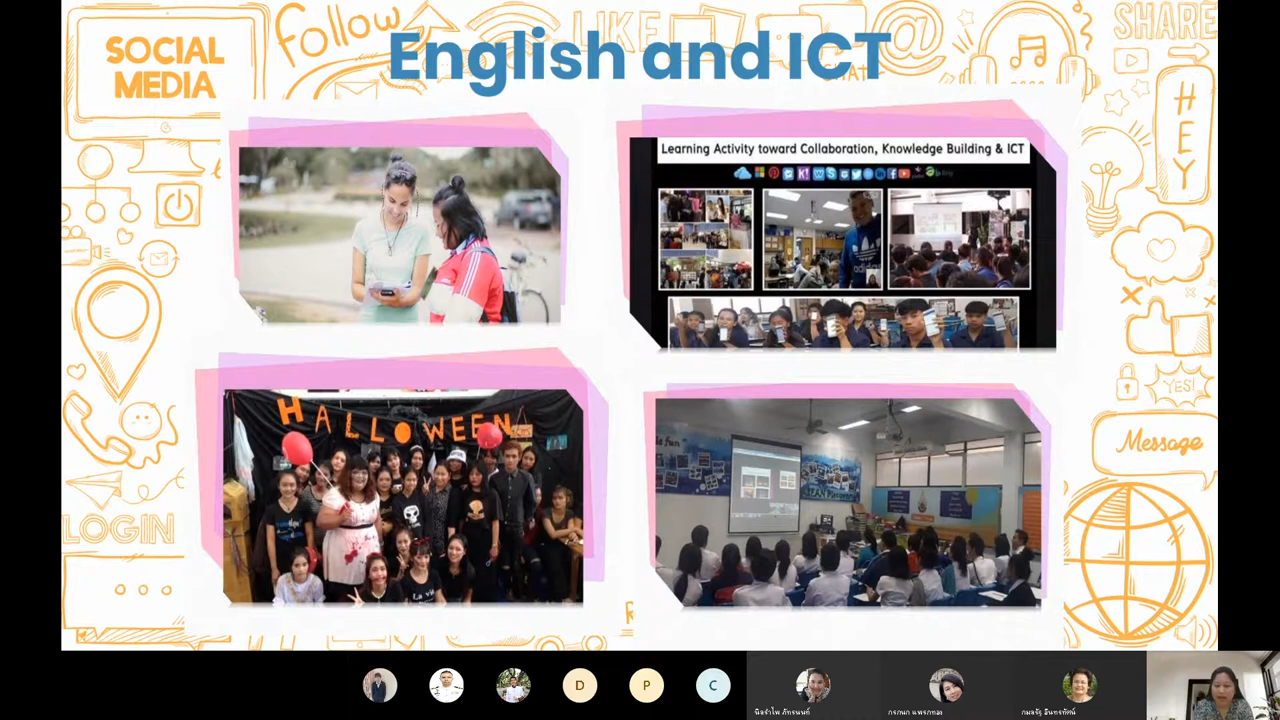 SOCIAL
MEDIA
Follow
LIKE
@
SHARE
English and ICT
HEY
Learning Activity toward Collaboration, Knowledge Building & ICT
HALLOWEEN
YES!
Message
LOGIN
D
P
C